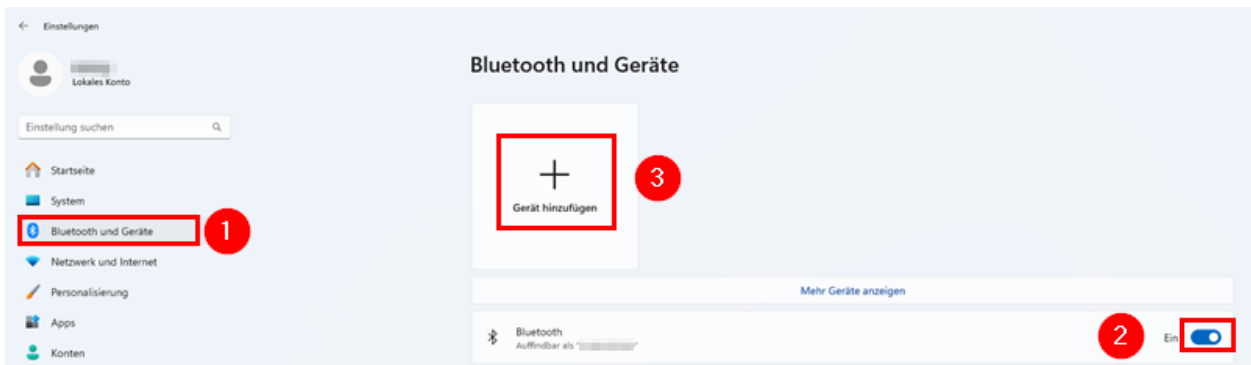 Einstellungen
Lokales Konto
Einstellung suchen
Startseite
System
Bluetooth und Geräte
1
Netzwerk und Internet
Personalisierung
Apps
Konten
Bluetooth und Geräte
Gerät hinzufügen
3
Mehr Geräte anzeigen
Bluetooth
Auffindbar als "
2
Ein